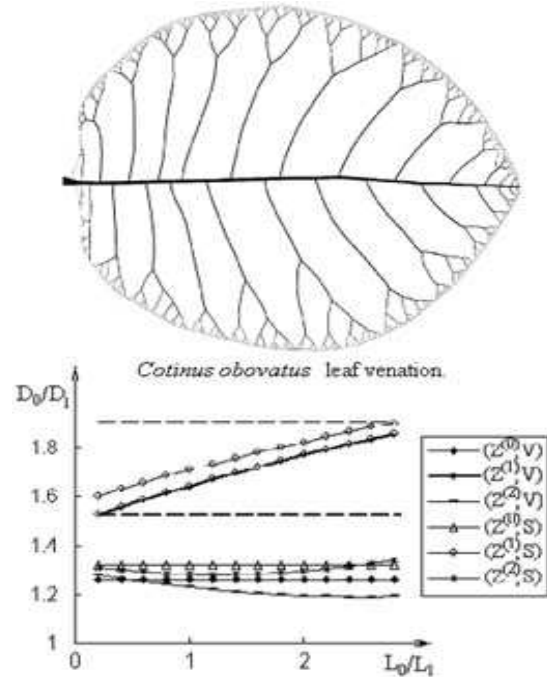 Cotinus obovatus leaf venation.
D₀/D₁
1.8
1.6
1.4
1.2
1
0
1
2
L₀/L₁
(Z⁽⁰⁾,V)
(Z⁽¹⁾,V)
(Z⁽²⁾,V)
(Z⁽⁰⁾,S)
(Z⁽¹⁾,S)
(Z⁽²⁾,S)